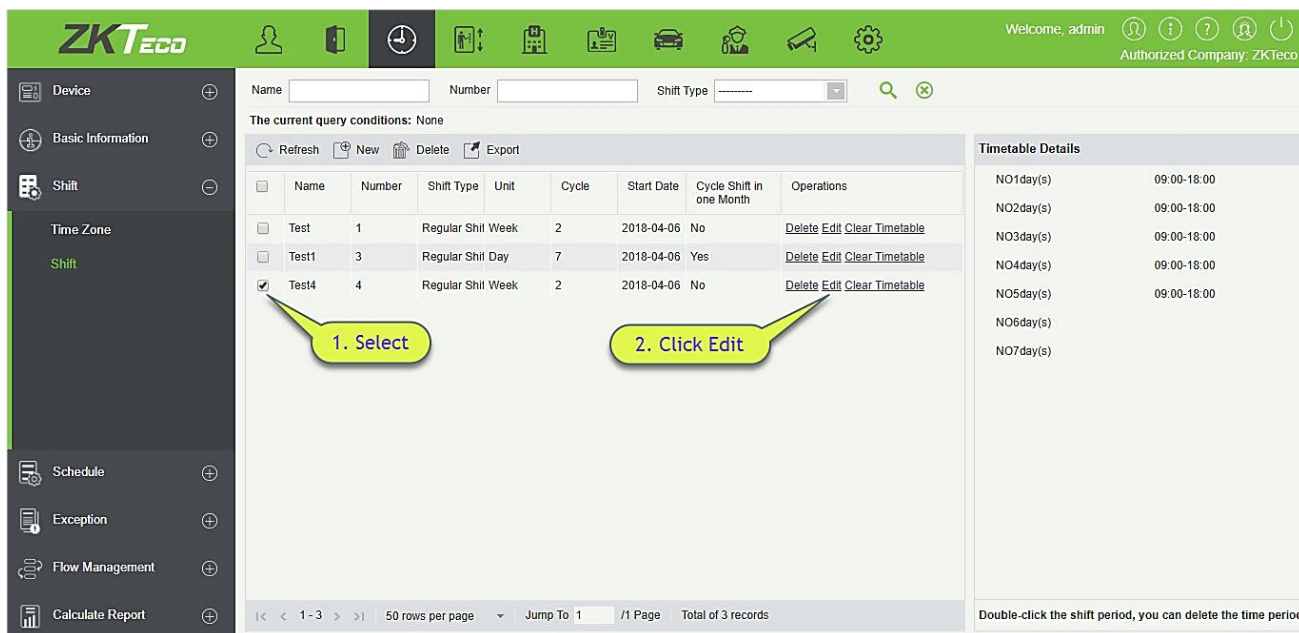 ZKTECO
Welcome, admin
Authorized Company: ZKTeco
Device
Basic Information
Shift
Time Zone
Shift
Schedule
Exception
Flow Management
Calculate Report
Name Number Shift Type ---------
The current query conditions: None
Refresh New Delete Export
Name Number Shift Type Unit Cycle Start Date Cycle Shift in one Month Operations
Test 1 Regular Shif Week 2 2018-04-06 No Delete Edit Clear Timetable
Test1 3 Regular Shif Day 7 2018-04-06 Yes Delete Edit Clear Timetable
Test4 4 Regular Shif Week 2 2018-04-06 No Delete Edit Clear Timetable
1. Select
2. Click Edit
|< < 1-3 > >| 50 rows per page Jump To 1 /1 Page Total of 3 records
Timetable Details
NO1day(s) 09:00-18:00
NO2day(s) 09:00-18:00
NO3day(s) 09:00-18:00
NO4day(s) 09:00-18:00
NO5day(s) 09:00-18:00
NO6day(s)
NO7day(s)
Double-click the shift period, you can delete the time period